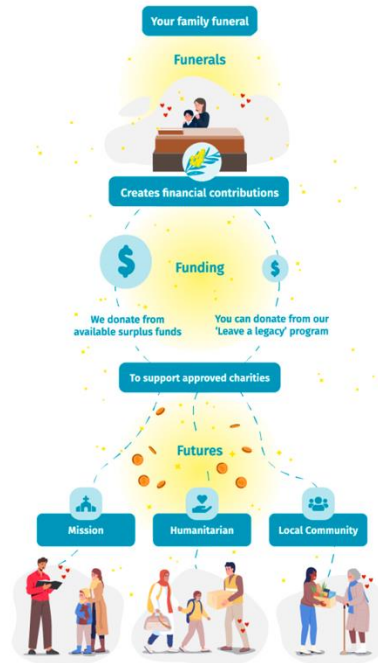 Your family funeral
Funerals
Creates financial contributions
$
$
Funding
We donate from
available surplus funds
You can donate from our
'Leave a legacy' program
To support approved charities
Futures
Mission
Humanitarian
Local Community